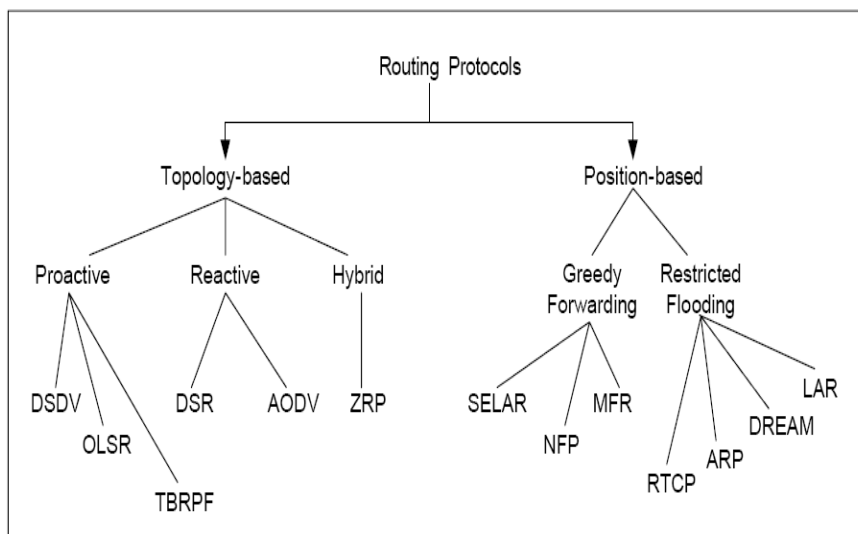 Routing Protocols
Topology-based
Position-based
Proactive
Reactive
Hybrid
Greedy
Forwarding
Restricted
Flooding
DSDV
OLSR
TBRPF
DSR
AODV
ZRP
SELAR
NFP
MFR
RTCP
ARP
DREAM
LAR